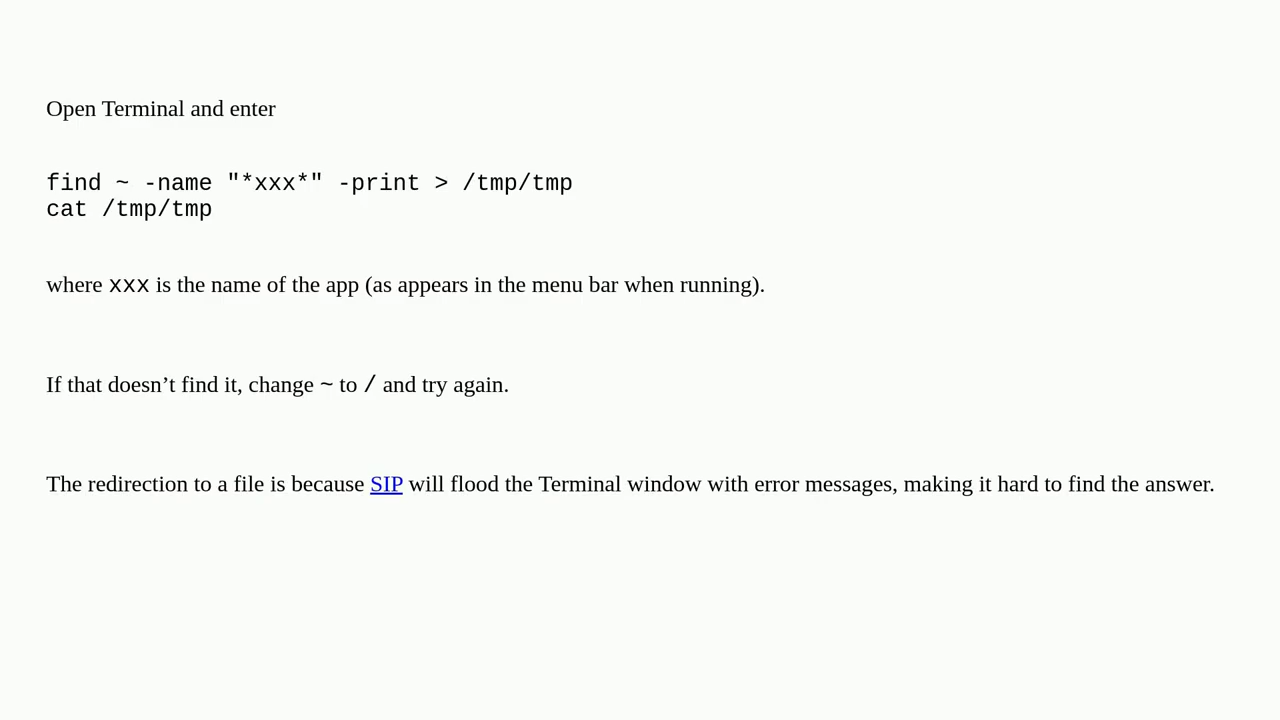 Open Terminal and enter
find ~ -name "*xxx*" -print > /tmp/tmp
cat /tmp/tmp
where xxx is the name of the app (as appears in the menu bar when running).
If that doesn’t find it, change ~ to / and try again.
The redirection to a file is because SIP will flood the Terminal window with error messages, making it hard to find the answer.